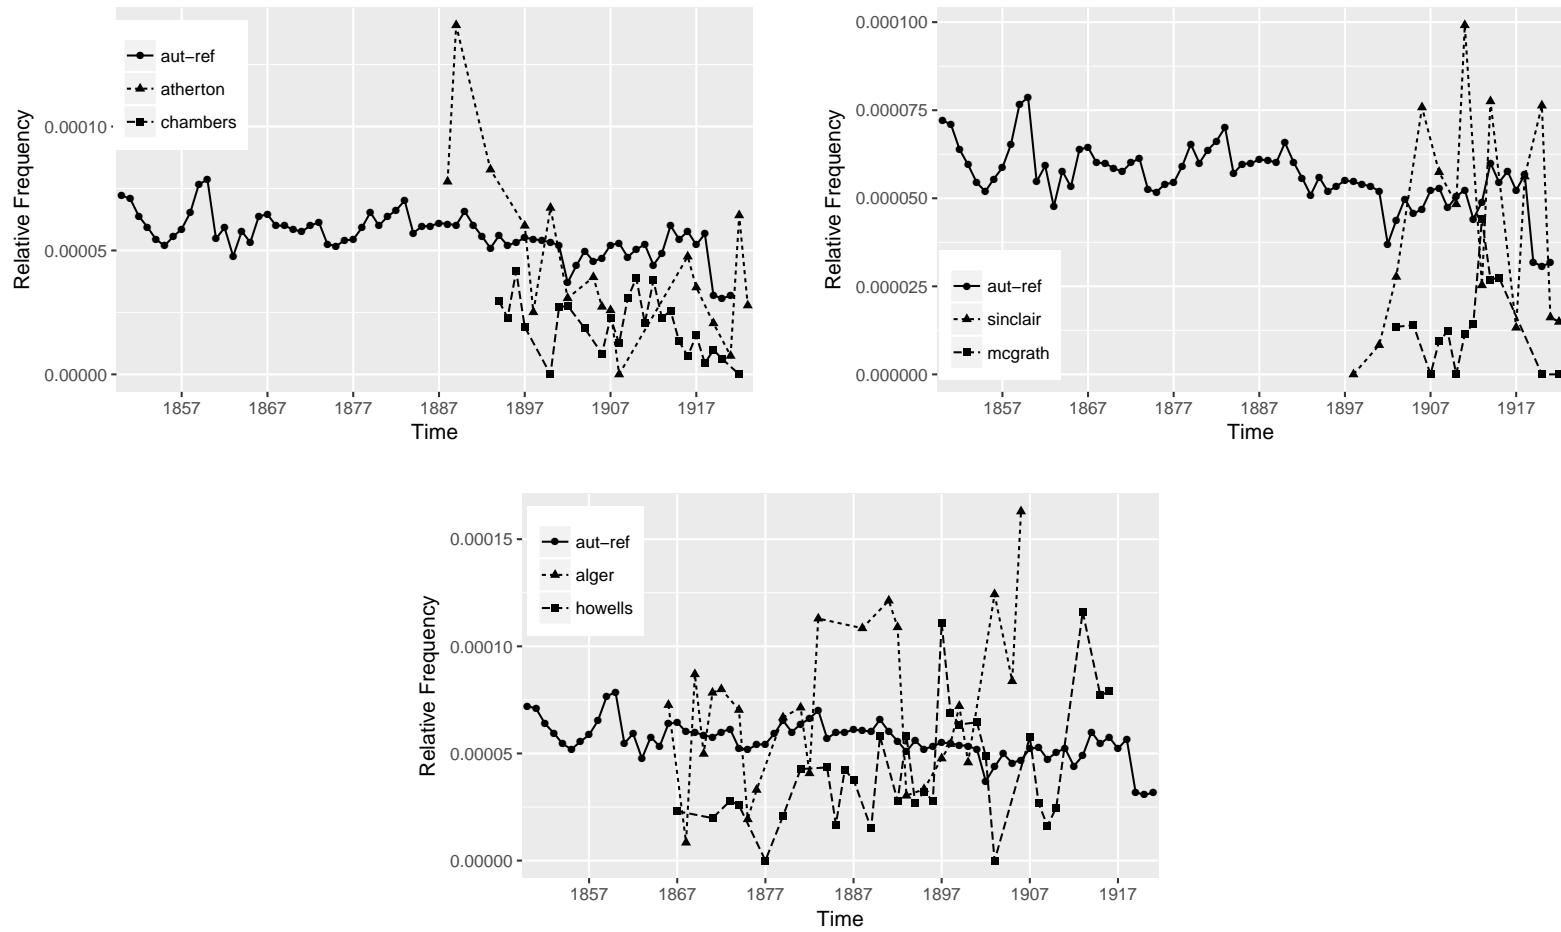 Relative Frequency
0.00010
0.00005
0.00000
aut−ref
atherton
chambers
1857 1867 1877 1887 1897 1907 1917
Time
Relative Frequency
0.000100
0.000075
0.000050
0.000025
0.000000
aut−ref
sinclair
mcgrath
1857 1867 1877 1887 1897 1907 1917
Time
Relative Frequency
0.00015
0.00010
0.00005
0.00000
aut−ref
alger
howells
1857 1867 1877 1887 1897 1907 1917
Time